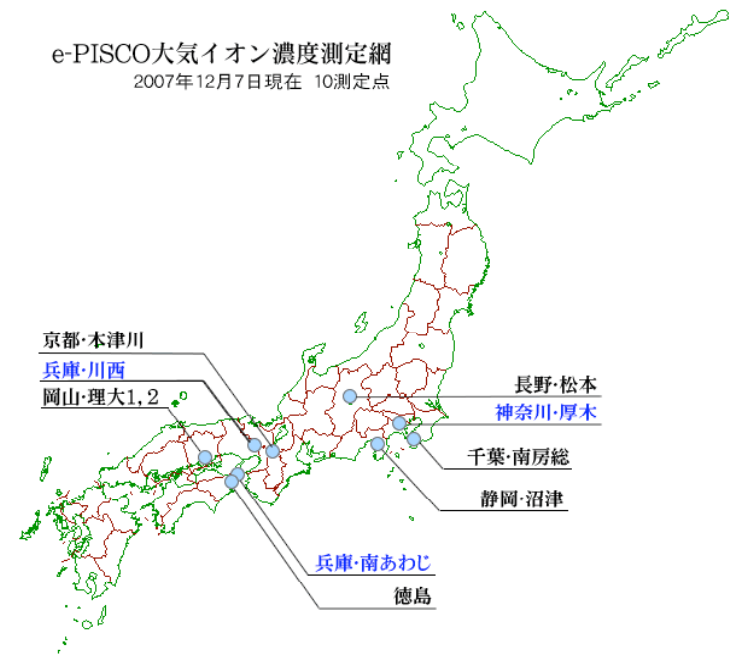 e-PISCO大気イオン濃度測定網
2007年12月7日現在 10測定点
京都・木津川
兵庫・川西
岡山・理大1, 2
長野・松本
神奈川・厚木
千葉・南房総
静岡・沼津
兵庫・南あわじ
徳島